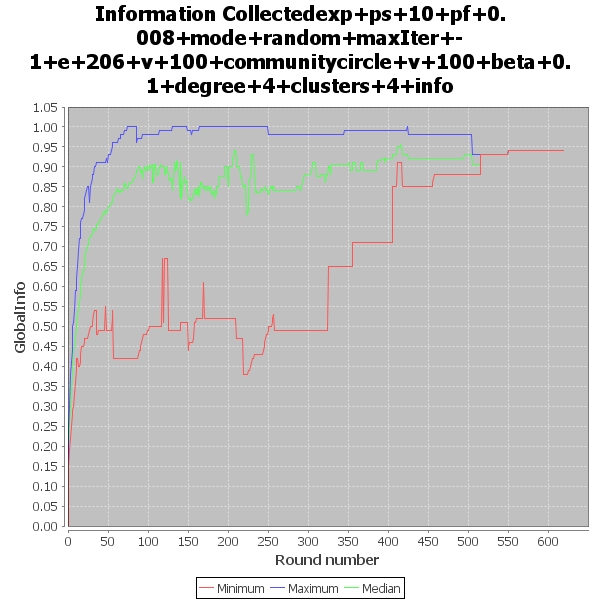 Information Collectedexp+ps+10+pf+0.
008+mode+random+maxIter+-
1+e+206+v+100+communitycircle+v+100+beta+0.
1+degree+4+clusters+4+info
1.05
1.00
0.95
0.90
0.85
0.80
0.75
0.70
0.65
0.60
0.55
0.50
0.45
0.40
0.35
0.30
0.25
0.20
0.15
0.10
0.05
0.00
GlobalInfo
0 50 100 150 200 250 300 350 400 450 500 550 600
Round number
Minimum Maximum Median